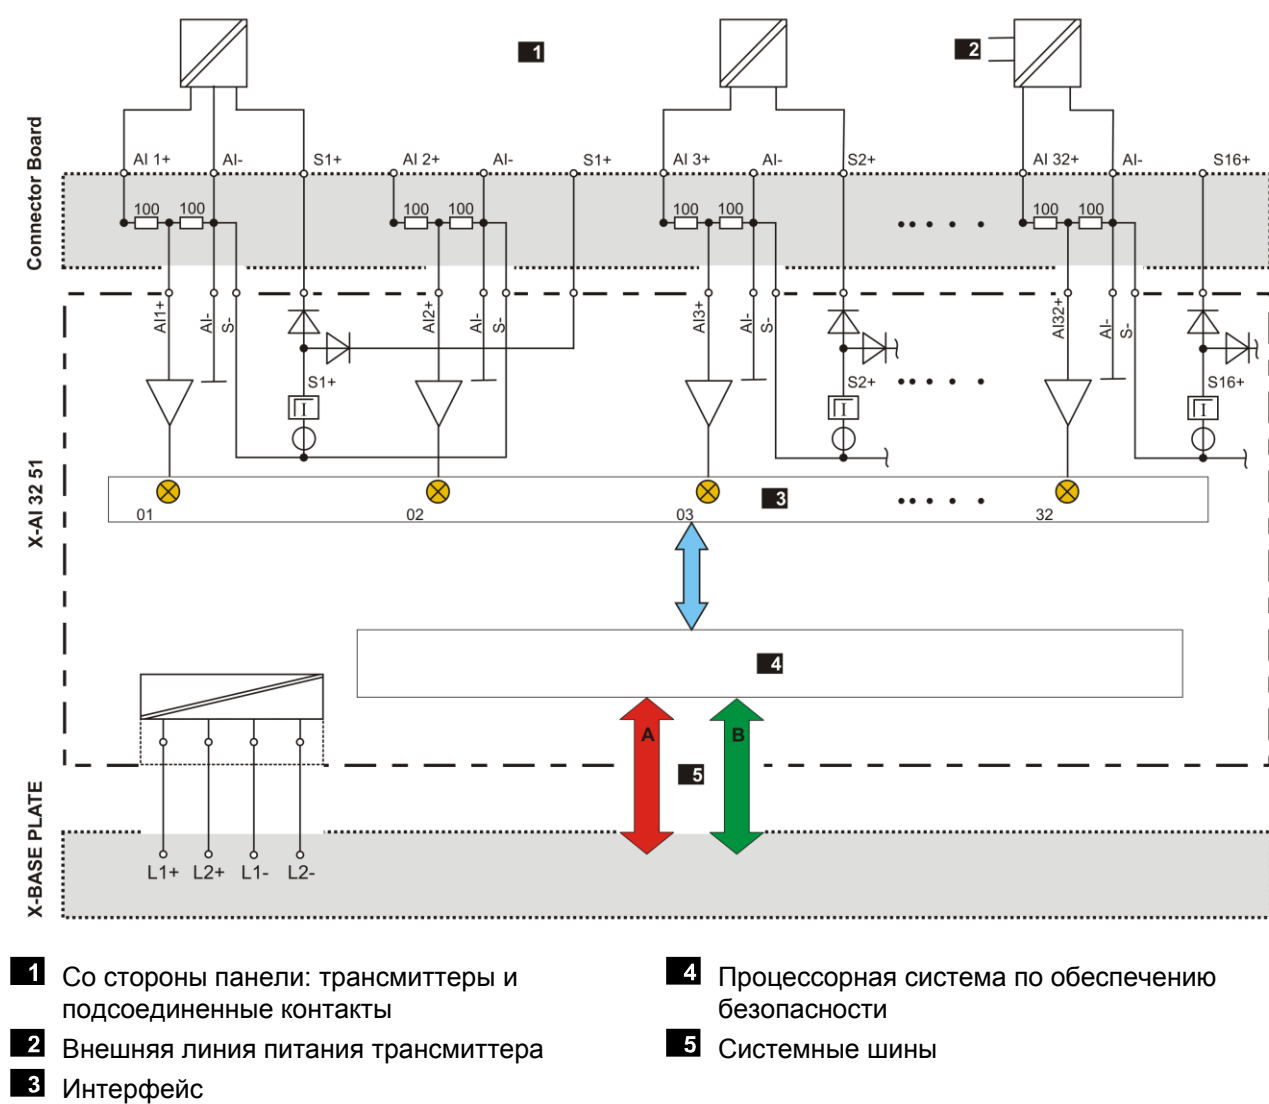 1
2
Connector Board
AI 1+ AI- S1+ AI 2+ AI- S1+ AI 3+ AI- S2+ AI 32+ AI- S16+
100 100 100 100 100 100 100 100
AI1+ AI- S- AI2+ AI- S- AI3+ AI- S- AI32+ AI- S-
S1+ S2+ S16+
I I I
X-AI 32 51
3
01 02 03 32
4
A B
5
X-BASE PLATE
L1+ L2+ L1- L2-
1 Со стороны панели: трансмиттеры и
подсоединенные контакты
2 Внешняя линия питания трансмиттера
3 Интерфейс
4 Процессорная система по обеспечению
безопасности
5 Системные шины